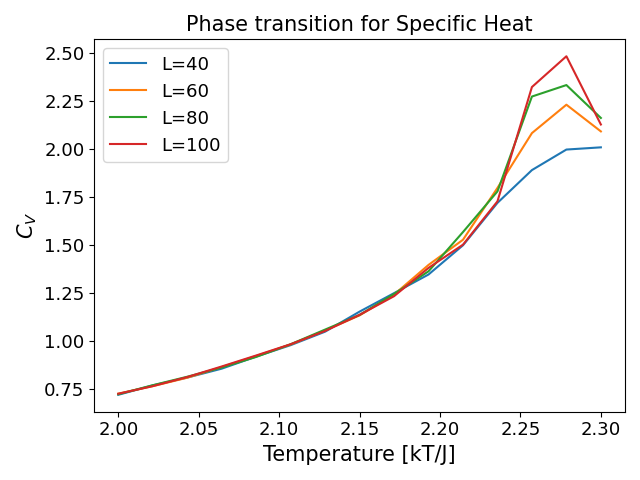 Phase transition for Specific Heat
L=40
L=60
L=80
L=100
C_V
2.50
2.25
2.00
1.75
1.50
1.25
1.00
0.75
2.00 2.05 2.10 2.15 2.20 2.25 2.30
Temperature [kT/J]